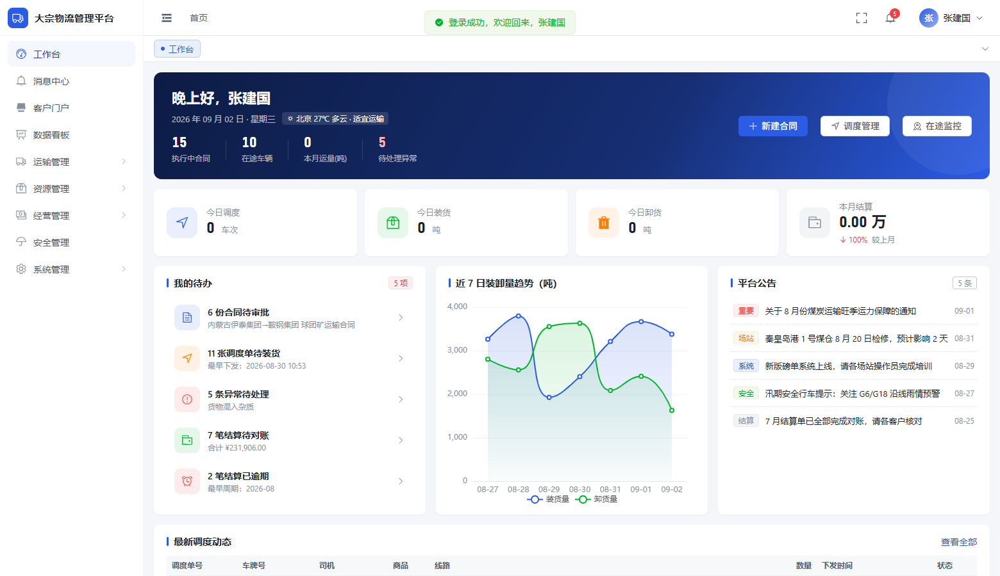 大宗物流管理平台
首页
登录成功，欢迎回来，张建国
5
张 张建国
工作台
消息中心
客户门户
数据看板
运输管理
资源管理
经营管理
安全管理
系统管理
工作台
晚上好，张建国
2026 年 09 月 02 日 · 星期三 北京 27℃ 多云 · 适宜运输
15 执行中合同
10 在途车辆
0 本月运量(吨)
5 待处理异常
新建合同
调度管理
在途监控
今日调度
0 车次
今日装货
0 吨
今日卸货
0 吨
本月结算
0.00 万
100% 较上月
我的待办 5 项
6 份合同待审批
内蒙古伊泰集团→鞍钢集团 球团矿运输合同
11 张调度单待装货
最早下发：2026-08-30 10:53
5 条异常待处理
货物混入杂质
7 笔结算待对账
合计 ¥231,906.00
2 笔结算已逾期
最早周期：2026-08
近 7 日装卸量趋势（吨）
4,000
3,000
2,000
1,000
0
08-27 08-28 08-29 08-30 08-31 09-01 09-02
装货量 卸货量
平台公告 5 条
重要 关于 8 月份煤炭运输旺季运力保障的通知 09-01
场站 秦皇岛港 1 号煤仓 8 月 20 日检修，预计影响 2 天 08-31
系统 新版磅单系统上线，请各场站操作员完成培训 08-29
安全 汛期安全行车提示：关注 G6/G18 沿线雨情预警 08-27
结算 7 月结算单已全部完成对账，请各客户核对 08-25
最新调度动态 查看全部
调度单号 车牌号 司机 商品 线路 数量 下发时间 状态